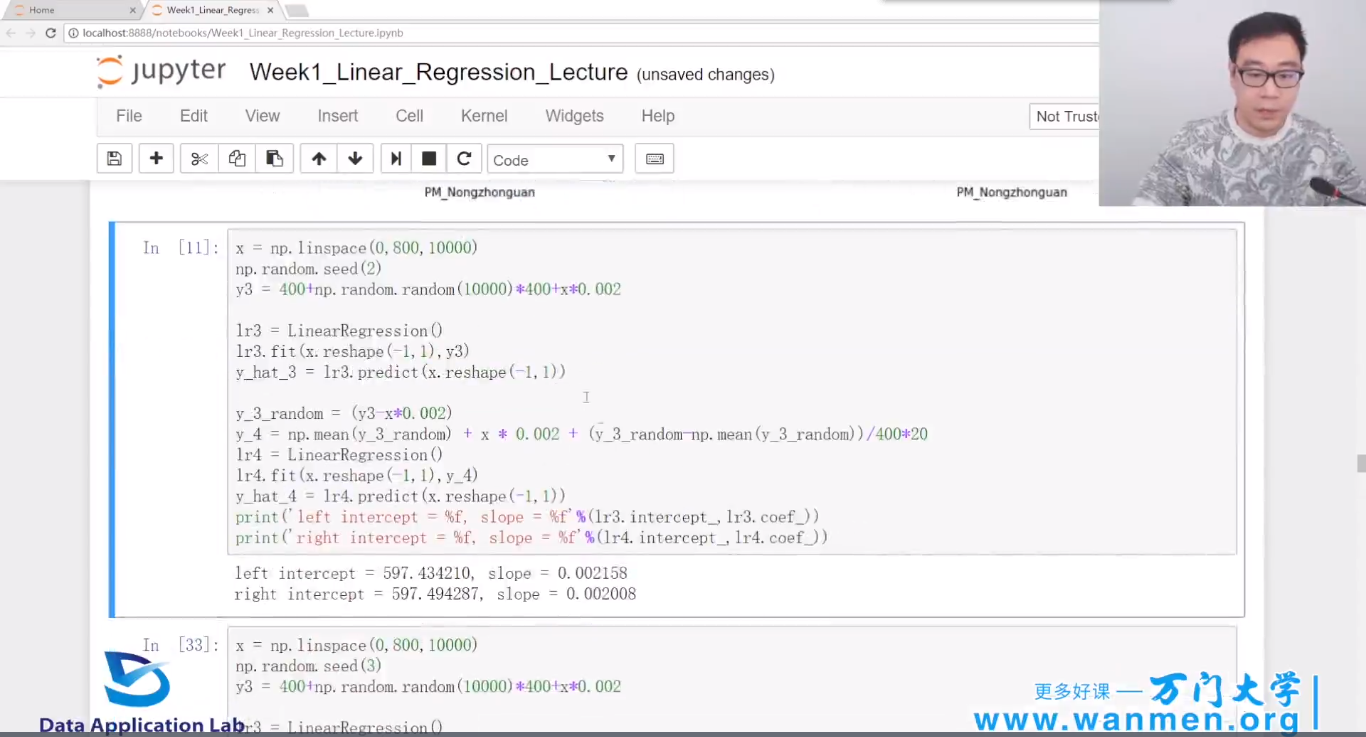 Home
Week1_Linear_Regres
localhost:8888/notebooks/Week1_Linear_Regression_Lecture.ipynb
jupyter Week1_Linear_Regression_Lecture (unsaved changes)
File Edit View Insert Cell Kernel Widgets Help
Not Trust
Code
PM_Nongzhonguan PM_Nongzhonguan
In [11]:
x = np.linspace(0,800,10000)
np.random.seed(2)
y3 = 400+np.random.random(10000)*400+x*0.002
lr3 = LinearRegression()
lr3.fit(x.reshape(-1,1),y3)
y_hat_3 = lr3.predict(x.reshape(-1,1))
y_3_random = (y3-x*0.002)
y_4 = np.mean(y_3_random) + x * 0.002 + (y_3_random-np.mean(y_3_random))/400*20
lr4 = LinearRegression()
lr4.fit(x.reshape(-1,1),y_4)
y_hat_4 = lr4.predict(x.reshape(-1,1))
print('left intercept = %f, slope = %f'%(lr3.intercept_,lr3.coef_))
print('right intercept = %f, slope = %f'%(lr4.intercept_,lr4.coef_))
left intercept = 597.434210, slope = 0.002158
right intercept = 597.494287, slope = 0.002008
In [33]:
x = np.linspace(0,800,10000)
np.random.seed(3)
y3 = 400+np.random.random(10000)*400+x*0.002
lr3 = LinearRegression()
Data Application Lab
更多好课 — 万门大学
www.wanmen.org